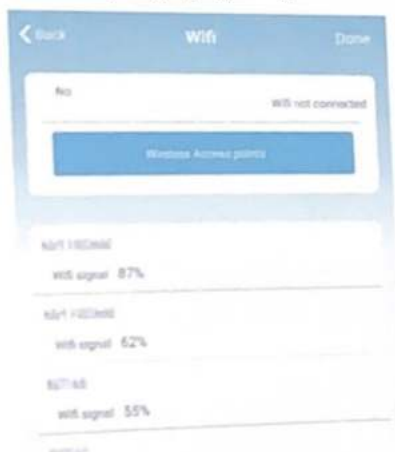 Back Wifi Done
No
Wifi not connected
Wireless Access points
Wifi signal 87%
Wifi signal 62%
Wifi signal 55%